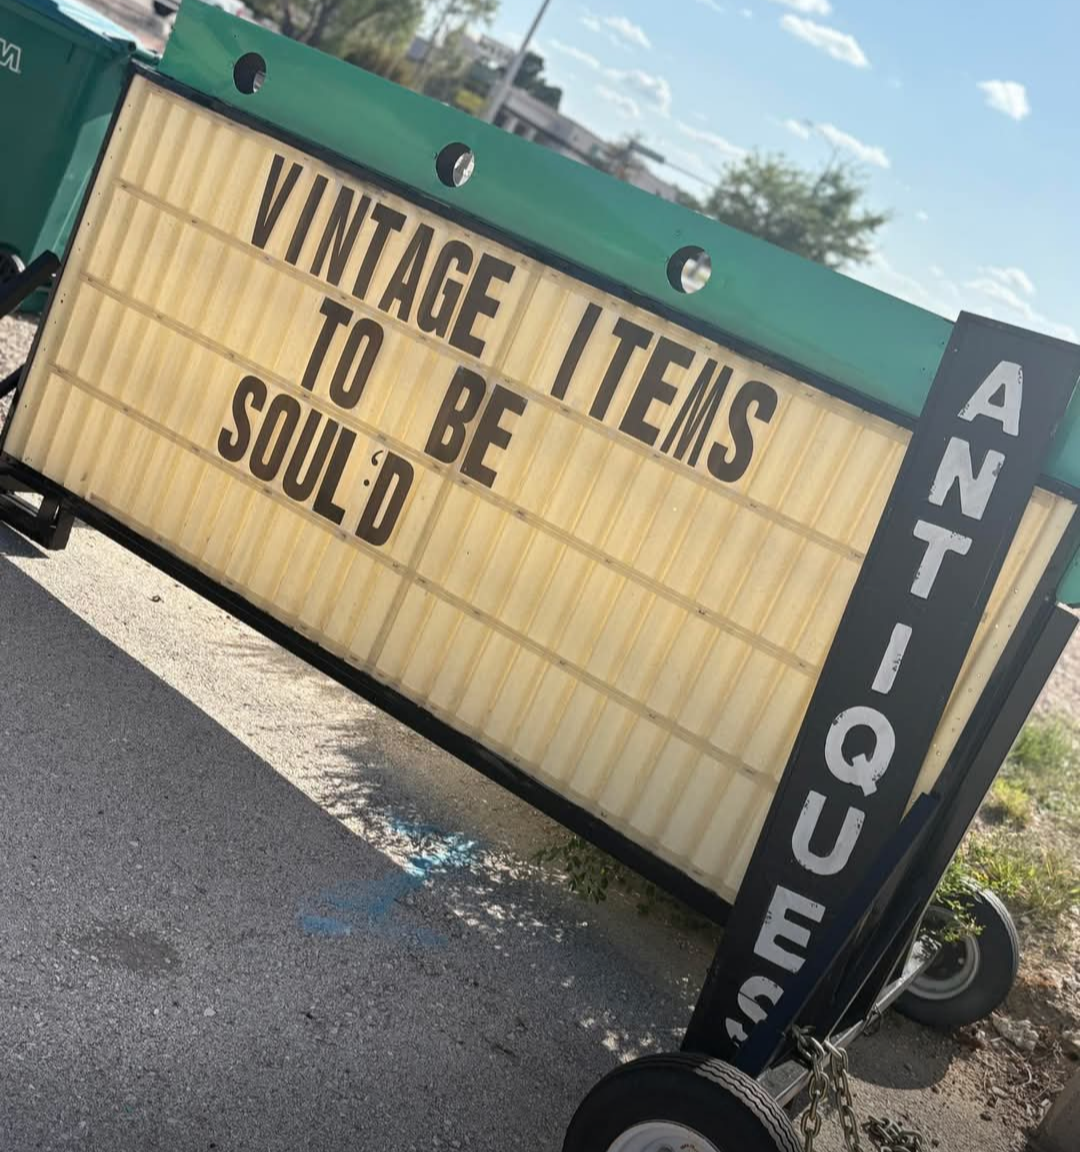 VINTAGE ITEMS
TO BE
SOUL'D
ANTIQUES